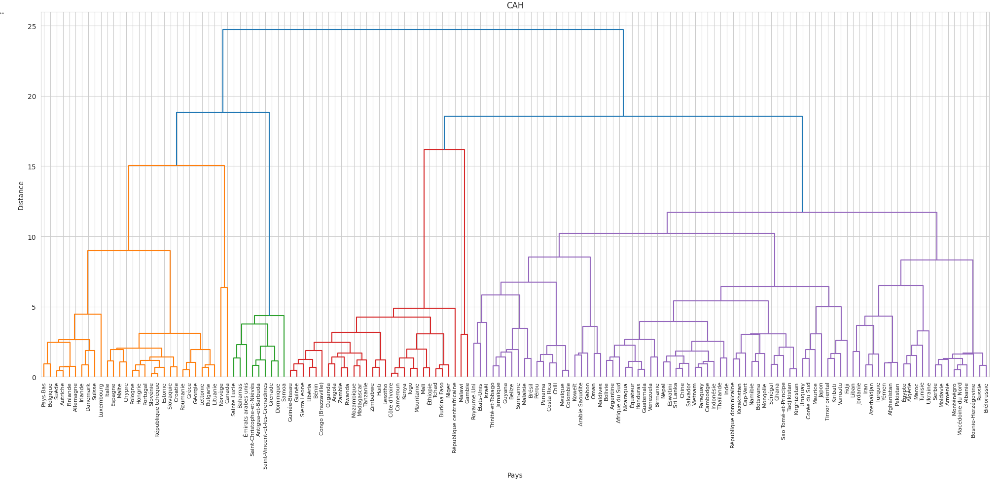 CAH
Distance
25
20
15
10
5
0
Pays-Bas
Belgique
Suède
Autriche
Finlande
Allemagne
Irlande
Danemark
Suisse
Luxembourg
Italie
Espagne
Malte
Chypre
Pologne
Hongrie
Portugal
Slovénie
République tchèque
Estonie
Slovaquie
Croatie
Roumanie
Grèce
Géorgie
Lettonie
Bulgarie
Lituanie
Norvège
Canada
Sainte-Lucie
Bahamas
Émirats arabes unis
Saint-Christophe-et-Niévès
Antigua-et-Barbuda
Saint-Vincent-et-les-Grenadines
Grenade
Dominique
Samoa
Guinée-Bissau
Guinée
Sierra Leone
Libéria
Bénin
Congo (Brazzaville)
Ouganda
Angola
Zambie
Rwanda
Mozambique
Madagascar
Tanzanie
Zimbabwe
Haïti
Lesotho
Côte d'Ivoire
Cameroun
Kenya
Togo
Mauritanie
Mali
Éthiopie
Tchad
Burkina Faso
Niger
République centrafricaine
Malawi
Gambie
Royaume-Uni
États-Unis
Israël
Trinité-et-Tobago
Jamaïque
Guyana
Belize
Suriname
Malaisie
Brésil
Pérou
Panama
Costa Rica
Chili
Mexique
Colombie
Koweit
Arabie Saoudite
Gabon
Oman
Maldives
Bolivie
Argentine
Afrique du Sud
Nicaragua
Équateur
Honduras
Guatemala
Venezuela
Birmanie
Népal
Eswatini
Sri Lanka
Chine
Salvador
Vietnam
Paraguay
Cambodge
Indonésie
Thaïlande
Inde
République dominicaine
Kazakhstan
Cap-Vert
Namibie
Botswana
Mongolie
Sénégal
Ghana
Sao Tomé-et-Principe
Tadjikistan
Kirghizistan
Uruguay
Corée du Sud
Maurice
Japon
Timor oriental
Kiribati
Vanuatu
Fidji
Liban
Jordanie
Iran
Azerbaïdjan
Turquie
Yémen
Afghanistan
Pakistan
Égypte
Algérie
Maroc
Tunisie
Ukraine
Serbie
Moldavie
Arménie
Monténégro
Macédoine du Nord
Albanie
Bosnie-Herzégovine
Russie
Biélorussie
Pays